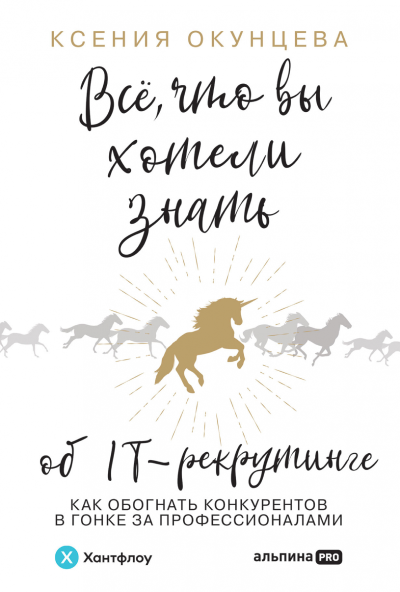 КСЕНИЯ ОКУНЦЕВА
Всё, что вы
хотели
знать
об IT-рекрутинге
КАК ОБОГНАТЬ КОНКУРЕНТОВ
В ГОНКЕ ЗА ПРОФЕССИОНАЛАМИ
X Хантфлоу
альпина PRO